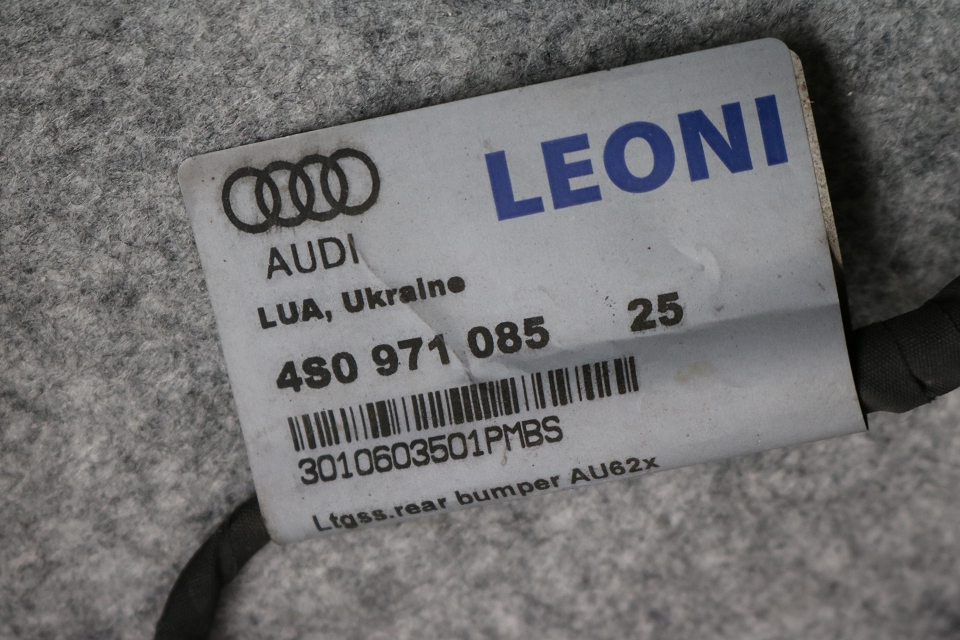 LEONI
AUDI
LUA, Ukraine
4S0 971 085 25
3010603501PMBS
Ltgss.rear bumper AU62x